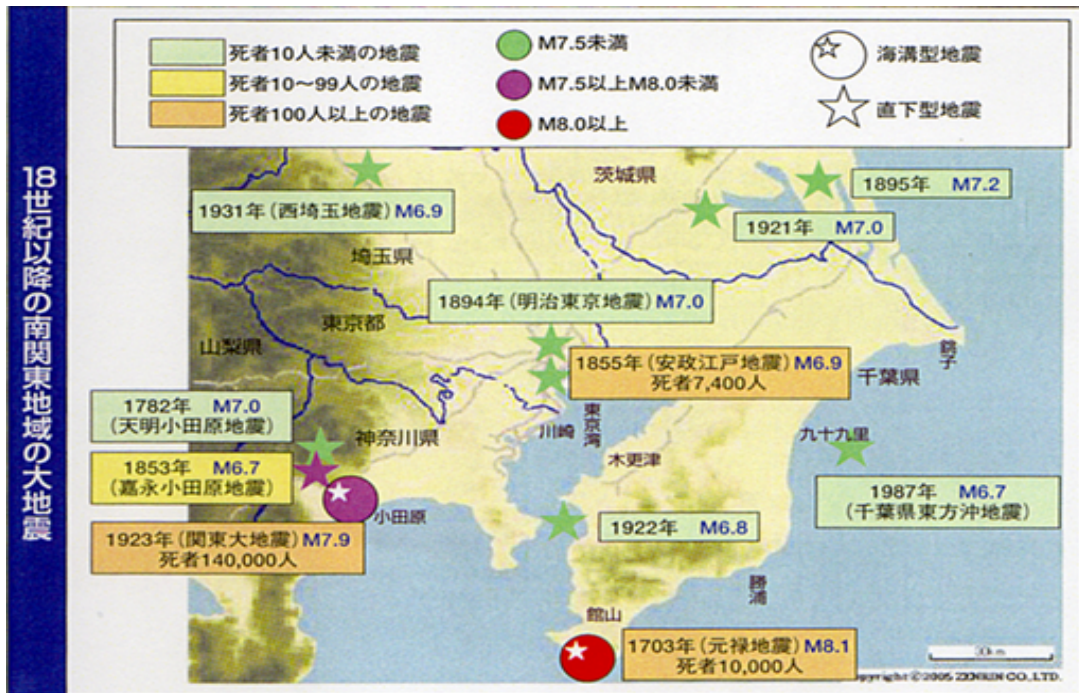 18世紀以降の南関東地域の大地震
死者10人未満の地震
死者10～99人の地震
死者100人以上の地震
M7.5未満
M7.5以上M8.0未満
M8.0以上
海溝型地震
直下型地震
茨城県
1895年 M7.2
1931年(西埼玉地震)M6.9
1921年 M7.0
埼玉県
1894年(明治東京地震)M7.0
東京都
山梨県
銚子
1855年(安政江戸地震)M6.9
死者7,400人
千葉県
1782年 M7.0
(天明小田原地震)
神奈川県
川崎
東京湾
九十九里
木更津
1853年 M6.7
(嘉永小田原地震)
1987年 M6.7
(千葉県東方沖地震)
小田原
1922年 M6.8
1923年(関東大地震)M7.9
死者140,000人
勝浦
館山
1703年(元禄地震)M8.1
死者10,000人
pyright©2005 ZENRIN CO.,LTD.